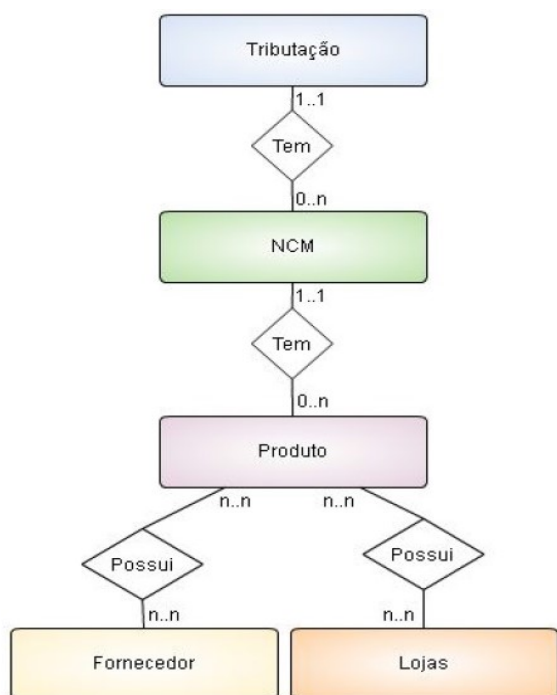 Tributação
1..1
Tem
0..n
NCM
1..1
Tem
0..n
Produto
n..n n..n
Possui Possui
n..n n..n
Fornecedor Lojas